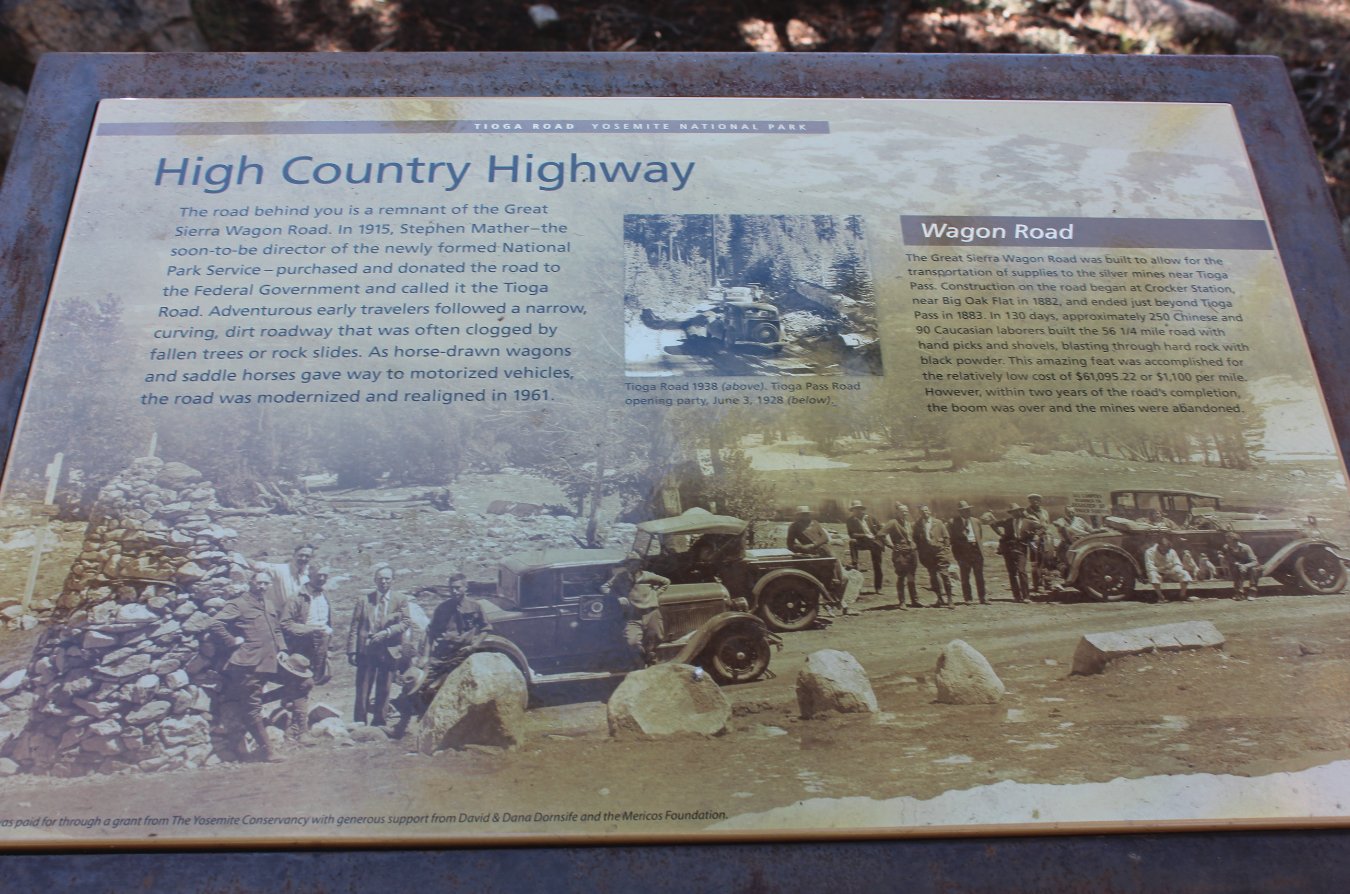 TIOGA ROAD YOSEMITE NATIONAL PARK
High Country Highway
The road behind you is a remnant of the Great
Sierra Wagon Road. In 1915, Stephen Mather–the
soon-to-be director of the newly formed National
Park Service – purchased and donated the road to
the Federal Government and called it the Tioga
Road. Adventurous early travelers followed a narrow,
curving, dirt roadway that was often clogged by
fallen trees or rock slides. As horse-drawn wagons
and saddle horses gave way to motorized vehicles,
the road was modernized and realigned in 1961.
Tioga Road 1938 (above). Tioga Pass Road
opening party, June 3, 1928 (below).
Wagon Road
The Great Sierra Wagon Road was built to allow for the
transportation of supplies to the silver mines near Tioga
Pass. Construction on the road began at Crocker Station,
near Big Oak Flat in 1882, and ended just beyond Tioga
Pass in 1883. In 130 days, approximately 250 Chinese and
90 Caucasian laborers built the 56 1/4 mile road with
hand picks and shovels, blasting through hard rock with
black powder. This amazing feat was accomplished for
the relatively low cost of $61,095.22 or $1,100 per mile.
However, within two years of the road's completion,
the boom was over and the mines were abandoned.
was paid for through a grant from The Yosemite Conservancy with generous support from David & Dana Dornsife and the Mericos Foundation.